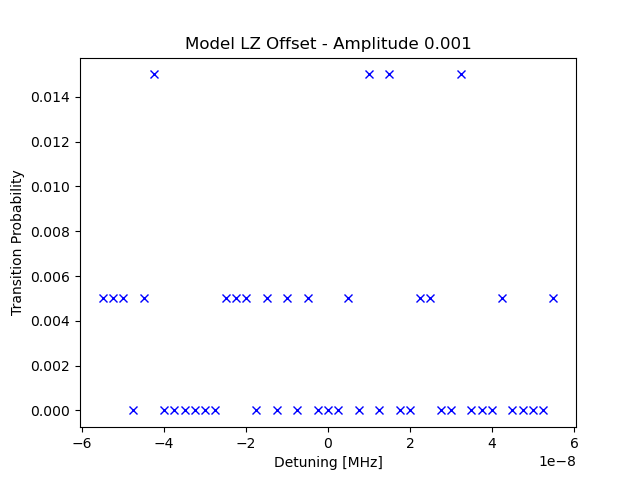 Model LZ Offset - Amplitude 0.001
Transition Probability
0.014
0.012
0.010
0.008
0.006
0.004
0.002
0.000
−6 −4 −2 0 2 4 6
1e−8
Detuning [MHz]